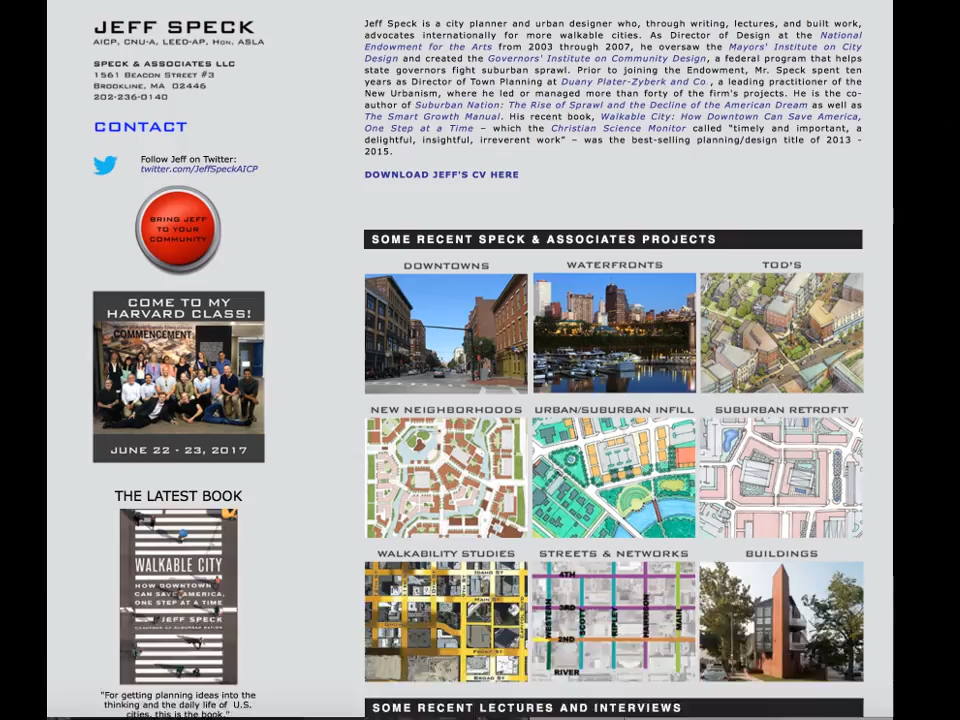 JEFF SPECK
AICP, CNU-A, LEED-AP, Hon. ASLA
SPECK & ASSOCIATES LLC
1561 Beacon Street #3
Brookline, MA 02446
202-236-0140
CONTACT
Follow Jeff on Twitter:
twitter.com/JeffSpeckAICP
BRING JEFF
TO YOUR
COMMUNITY
COME TO MY
HARVARD CLASS!
COMMENCEMENT
JUNE 22 - 23, 2017
THE LATEST BOOK
WALKABLE CITY
HOW DOWNTOWN
CAN SAVE AMERICA,
ONE STEP AT A TIME
JEFF SPECK
"For getting planning ideas into the
thinking and the daily life of U.S.
cities, this is the book."
Jeff Speck is a city planner and urban designer who, through writing, lectures, and built work,
advocates internationally for more walkable cities. As Director of Design at the National
Endowment for the Arts from 2003 through 2007, he oversaw the Mayors' Institute on City
Design and created the Governors' Institute on Community Design, a federal program that helps
state governors fight suburban sprawl. Prior to joining the Endowment, Mr. Speck spent ten
years as Director of Town Planning at Duany Plater-Zyberk and Co., a leading practitioner of the
New Urbanism, where he led or managed more than forty of the firm's projects. He is the co-
author of Suburban Nation: The Rise of Sprawl and the Decline of the American Dream as well as
The Smart Growth Manual. His recent book, Walkable City: How Downtown Can Save America,
One Step at a Time – which the Christian Science Monitor called “timely and important, a
delightful, insightful, irreverent work” – was the best-selling planning/design title of 2013 -
2015.
DOWNLOAD JEFF'S CV HERE
SOME RECENT SPECK & ASSOCIATES PROJECTS
DOWNTOWNS
WATERFRONTS
TOD'S
NEW NEIGHBORHOODS
URBAN/SUBURBAN INFILL
SUBURBAN RETROFIT
WALKABILITY STUDIES
STREETS & NETWORKS
BUILDINGS
IDAHO ST
MAIN ST
FRONT ST
BROAD ST
4TH
3RD
2ND
RIVER
WESTERN
SCOTT
RIPLEY
HARRISON
MAIN
SOME RECENT LECTURES AND INTERVIEWS